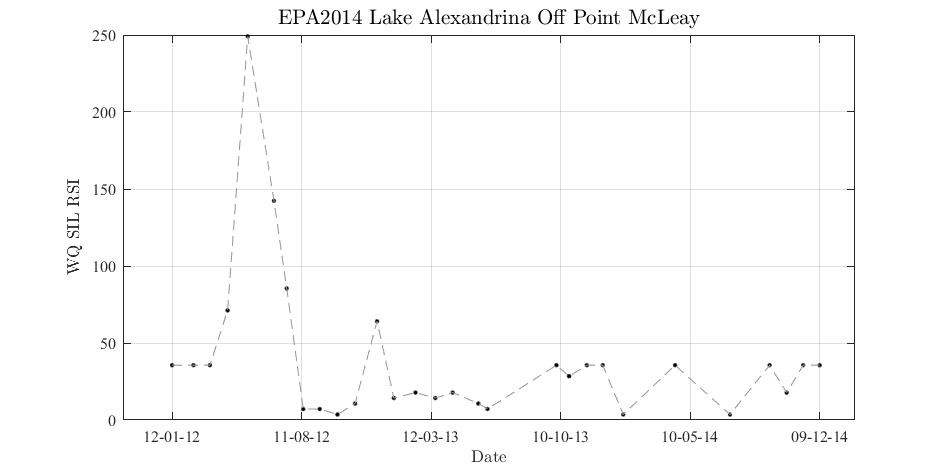 EPA2014 Lake Alexandrina Off Point McLeay
250
200
150
100
50
0
WQ SIL RSI
12-01-12 11-08-12 12-03-13 10-10-13 10-05-14 09-12-14
Date